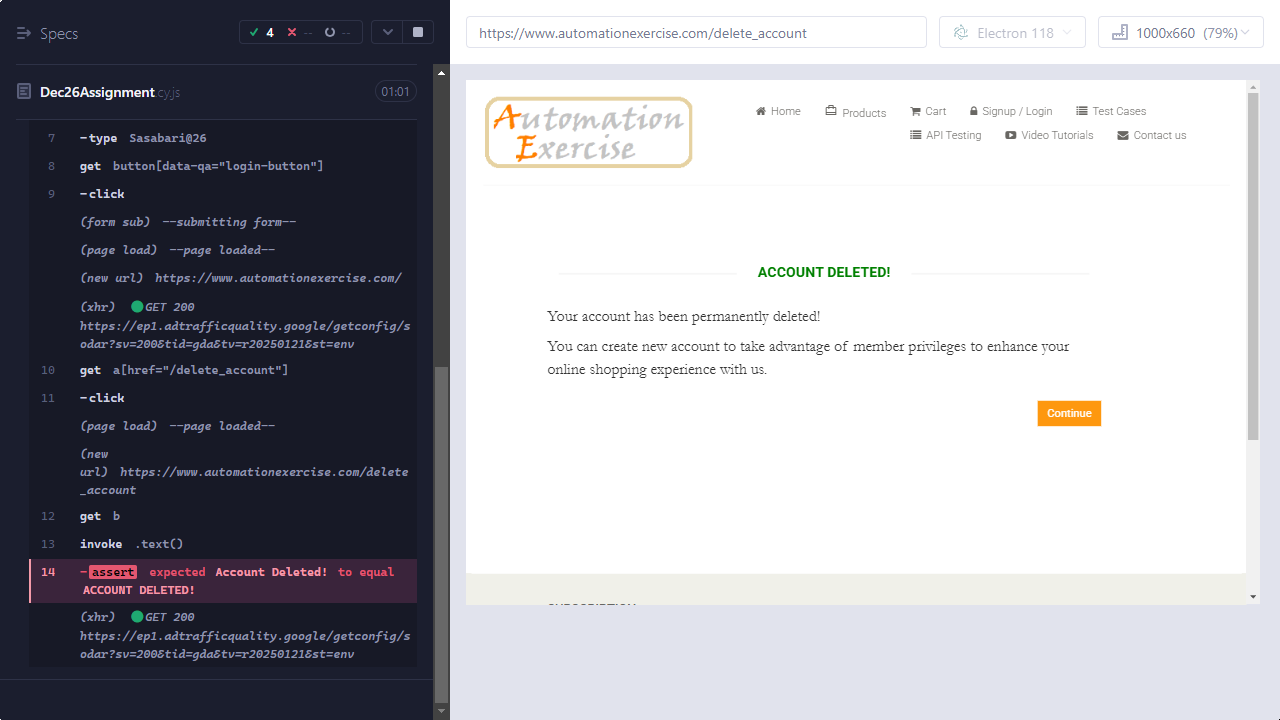 Specs
4
--
--
Dec26Assignment.cy.js
01:01
7 -type Sasabari@26
8 get button[data-qa="login-button"]
9 -click
(form sub) --submitting form--
(page load) --page loaded--
(new url) https://www.automationexercise.com/
(xhr) GET 200
https://ep1.adtrafficquality.google/getconfig/s
odar?sv=200&tid=gda&tv=r20250121&st=env
10 get a[href="/delete_account"]
11 -click
(page load) --page loaded--
(new
url) https://www.automationexercise.com/delete
_account
12 get b
13 invoke .text()
14 -assert expected Account Deleted! to equal
ACCOUNT DELETED!
(xhr) GET 200
https://ep1.adtrafficquality.google/getconfig/s
odar?sv=200&tid=gda&tv=r20250121&st=env
https://www.automationexercise.com/delete_account
Electron 118
1000x660 (79%)
Automation
Exercise
Home
Products
Cart
Signup / Login
Test Cases
API Testing
Video Tutorials
Contact us
ACCOUNT DELETED!
Your account has been permanently deleted!
You can create new account to take advantage of member privileges to enhance your
online shopping experience with us.
Continue